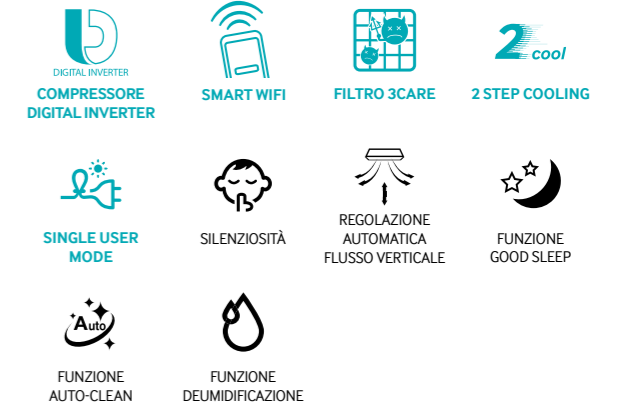 DIGITAL INVERTER
COMPRESSORE
DIGITAL INVERTER
SMART WIFI
FILTRO 3CARE
2 cool
2 STEP COOLING
SINGLE USER
MODE
SILENZIOSITÀ
REGOLAZIONE
AUTOMATICA
FLUSSO VERTICALE
FUNZIONE
GOOD SLEEP
Auto
FUNZIONE
AUTO-CLEAN
FUNZIONE
DEUMIDIFICAZIONE